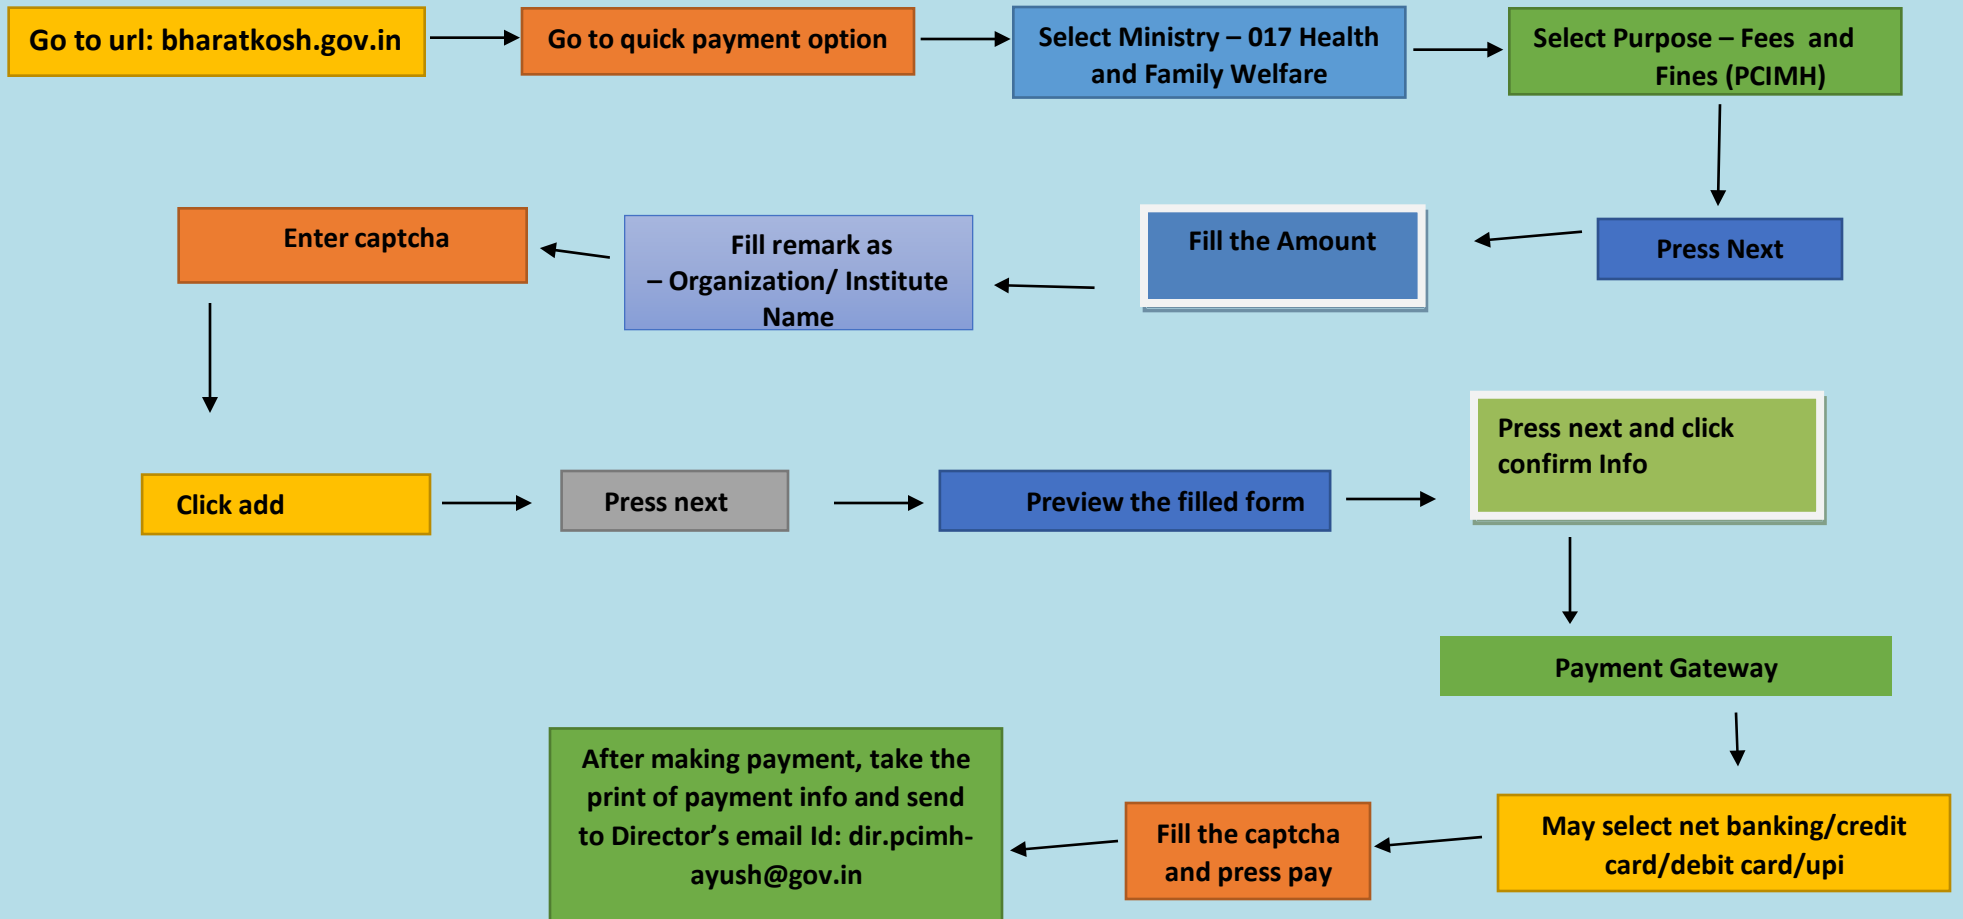 Go to url: bharatkosh.gov.in
Go to quick payment option
Select Ministry – 017 Health
and Family Welfare
Select Purpose – Fees and
Fines (PCIMH)
Press Next
Fill the Amount
Fill remark as
– Organization/ Institute
Name
Enter captcha
Click add
Press next
Preview the filled form
Press next and click
confirm Info
Payment Gateway
May select net banking/credit
card/debit card/upi
Fill the captcha
and press pay
After making payment, take the
print of payment info and send
to Director’s email Id: dir.pcimh-
ayush@gov.in